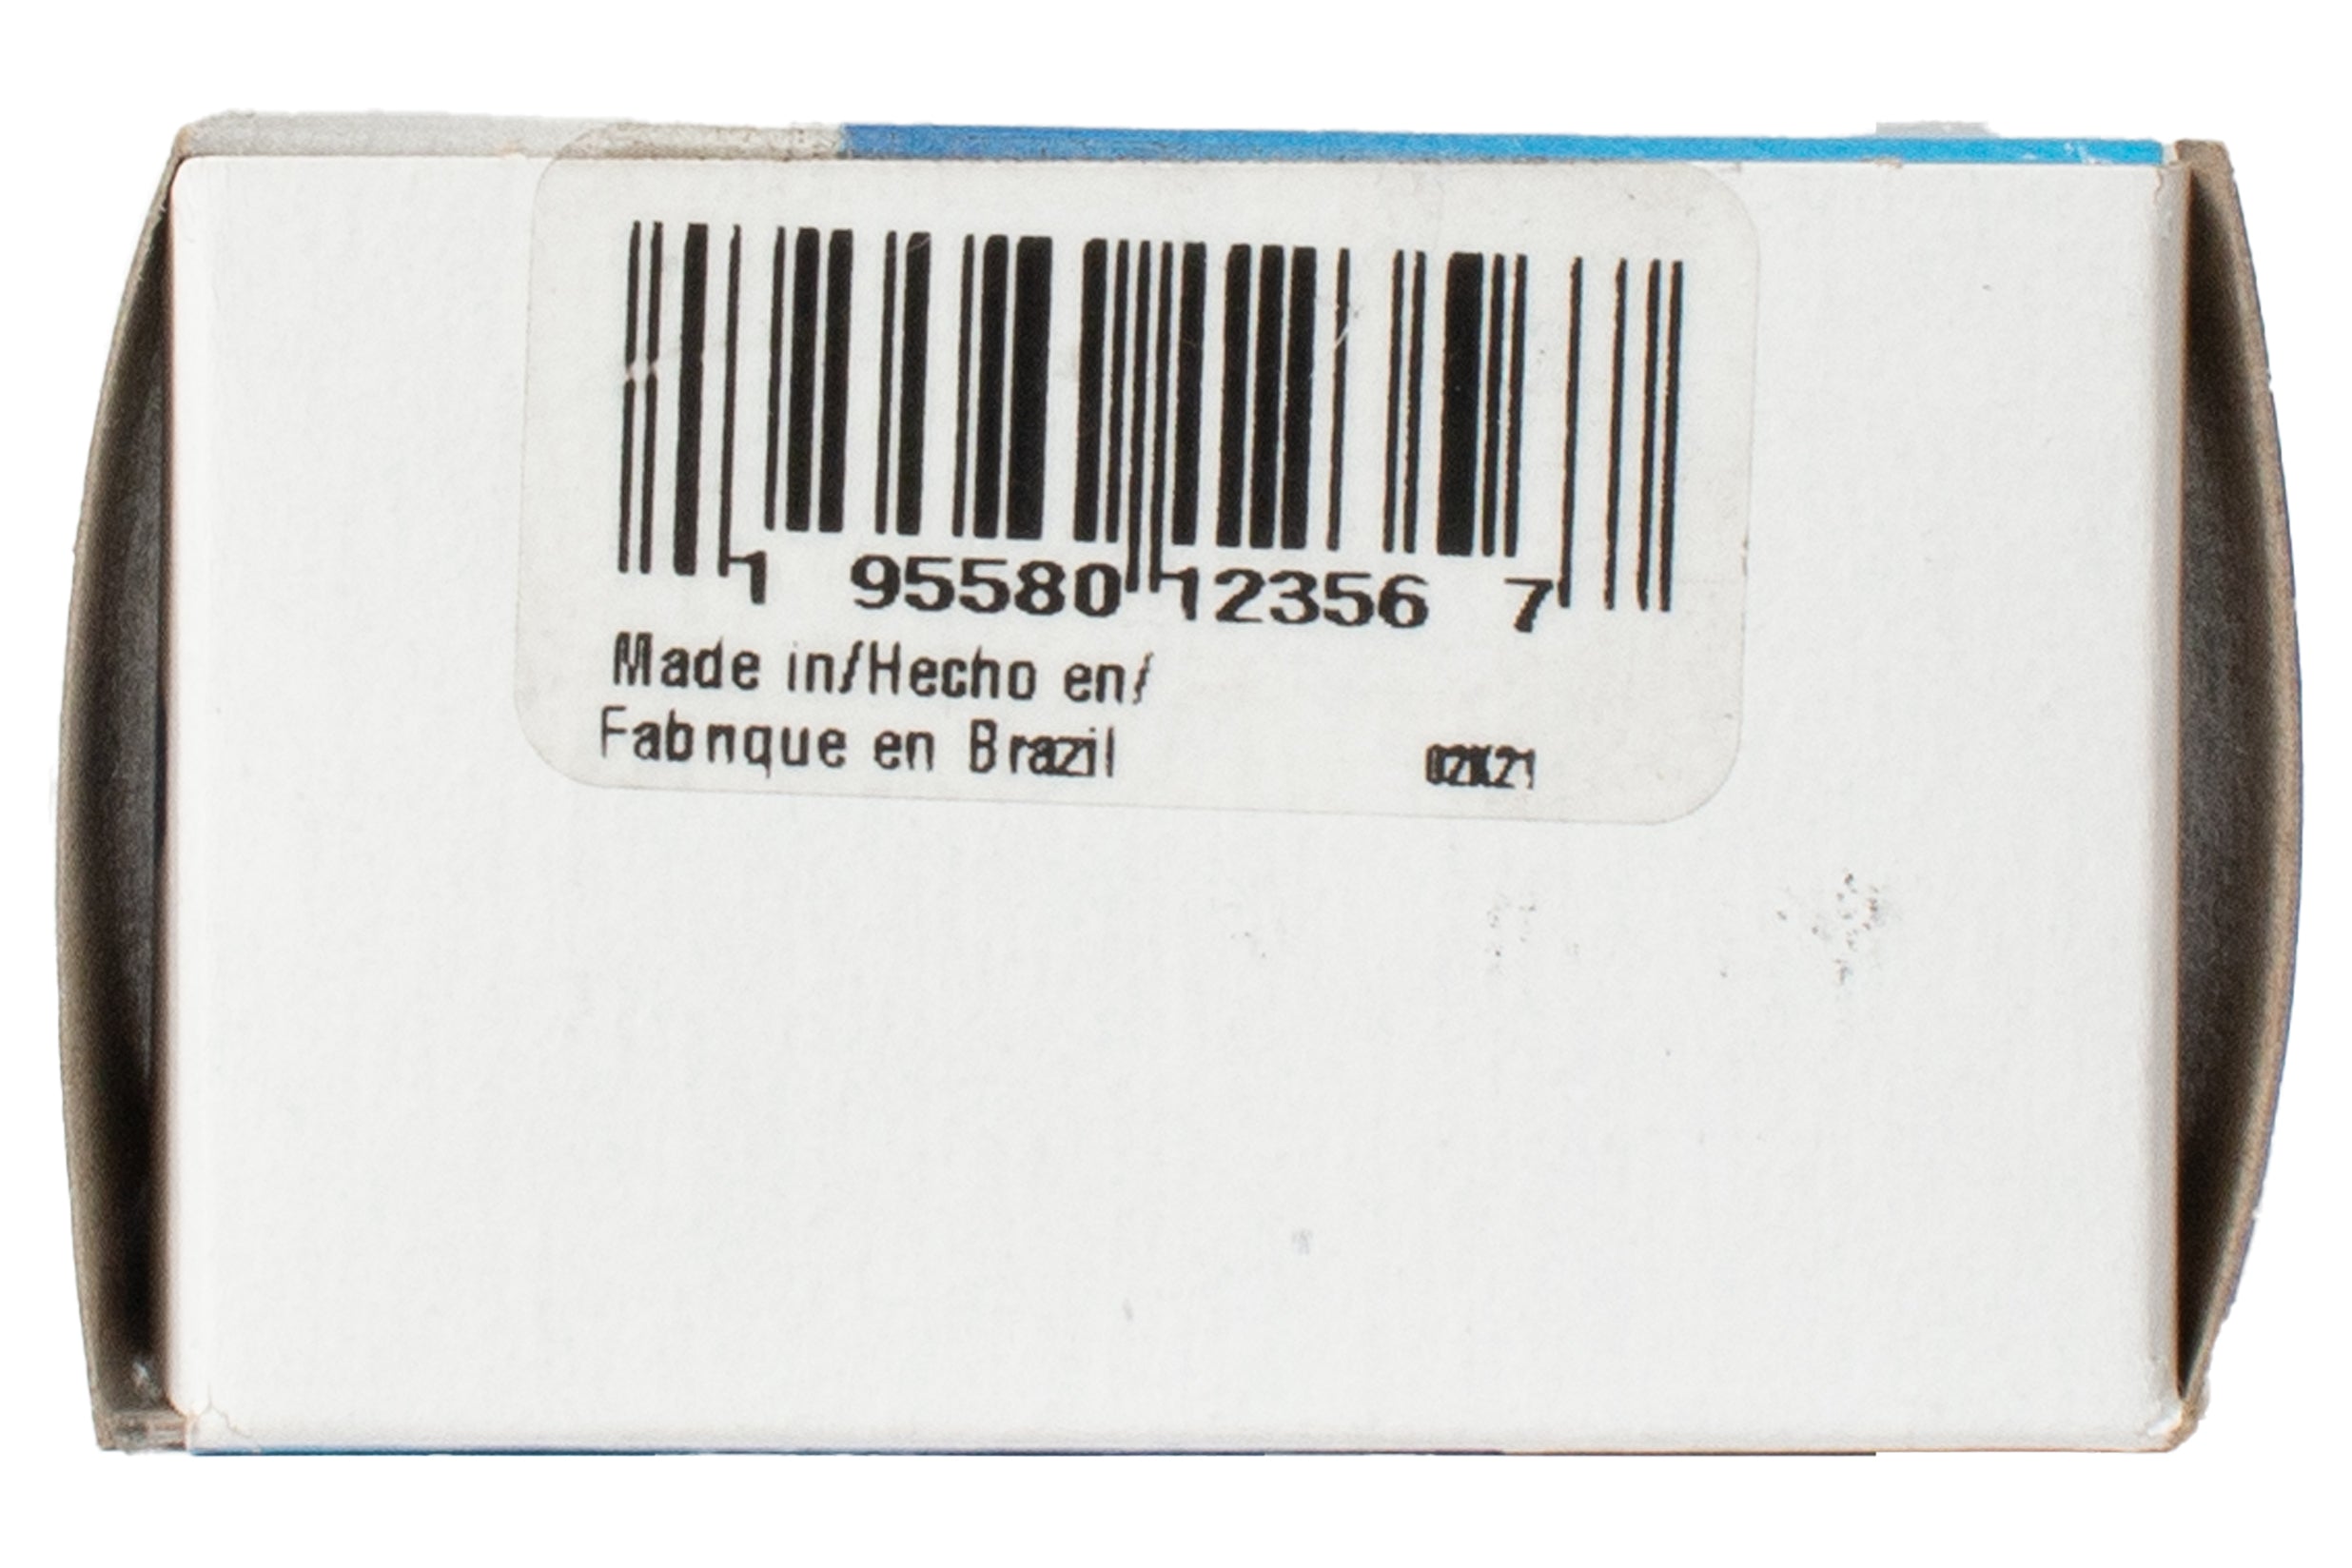 1 95580 12356 7
Made in/Hecho en/
Fabrique en Brazil